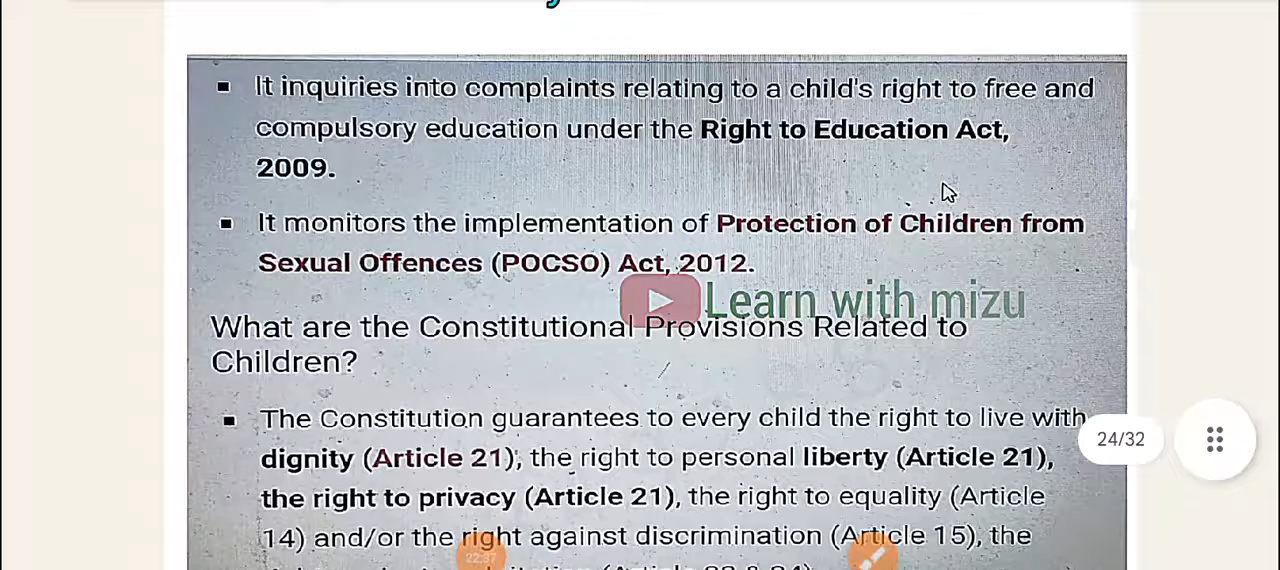 It inquiries into complaints relating to a child's right to free and
compulsory education under the Right to Education Act,
2009.
It monitors the implementation of Protection of Children from
Sexual Offences (POCSO) Act, 2012.
Learn with mizu
What are the Constitutional Provisions Related to
Children?
The Constitution guarantees to every child the right to live with
dignity (Article 21), the right to personal liberty (Article 21),
the right to privacy (Article 21), the right to equality (Article
24/32
14) and/or the right against discrimination (Article 15), the
22:37